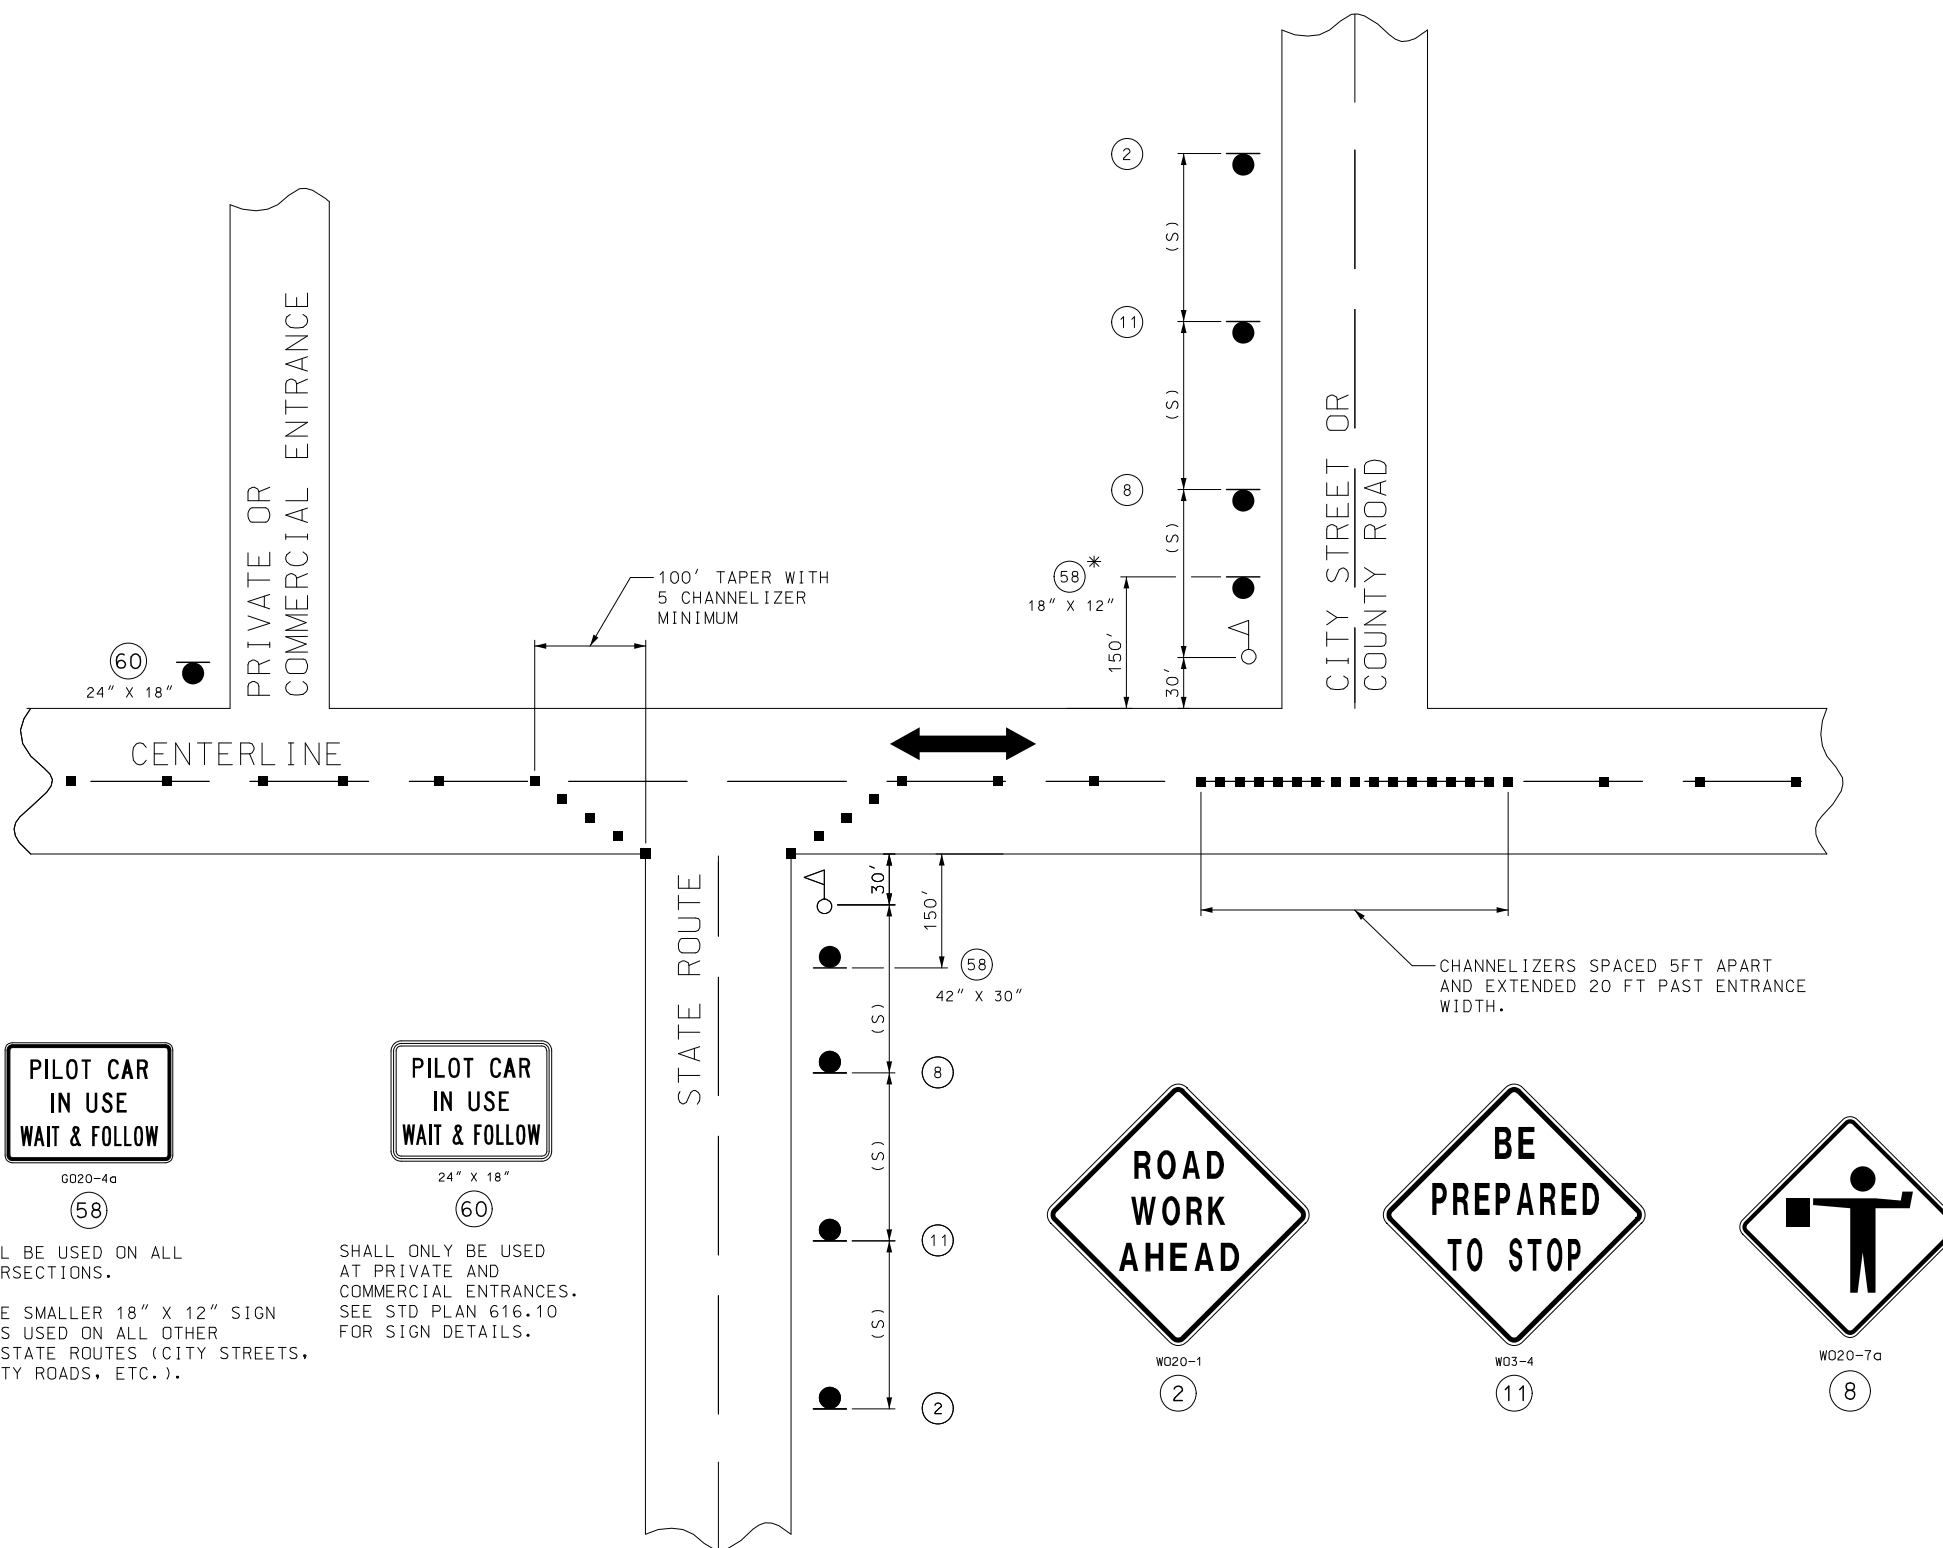 2
(S)
11
(S)
8
(S)
58 *
18" X 12"
150'
30'
CITY STREET OR
COUNTY ROAD
PRIVATE OR
COMMERCIAL ENTRANCE
100' TAPER WITH
5 CHANNELIZER
MINIMUM
60
24" X 18"
CENTERLINE
STATE ROUTE
30'
150'
58
42" X 30"
(S)
8
(S)
11
(S)
2
CHANNELIZERS SPACED 5FT APART
AND EXTENDED 20 FT PAST ENTRANCE
WIDTH.
PILOT CAR
IN USE
WAIT & FOLLOW
GO20-4a
58
L BE USED ON ALL
RSECTIONS.
E SMALLER 18" X 12" SIGN
S USED ON ALL OTHER
STATE ROUTES (CITY STREETS,
TY ROADS, ETC.).
PILOT CAR
IN USE
WAIT & FOLLOW
24" X 18"
60
SHALL ONLY BE USED
AT PRIVATE AND
COMMERCIAL ENTRANCES.
SEE STD PLAN 616.10
FOR SIGN DETAILS.
ROAD
WORK
AHEAD
WO20-1
2
BE
PREPARED
TO STOP
WO3-4
11
WO20-7a
8